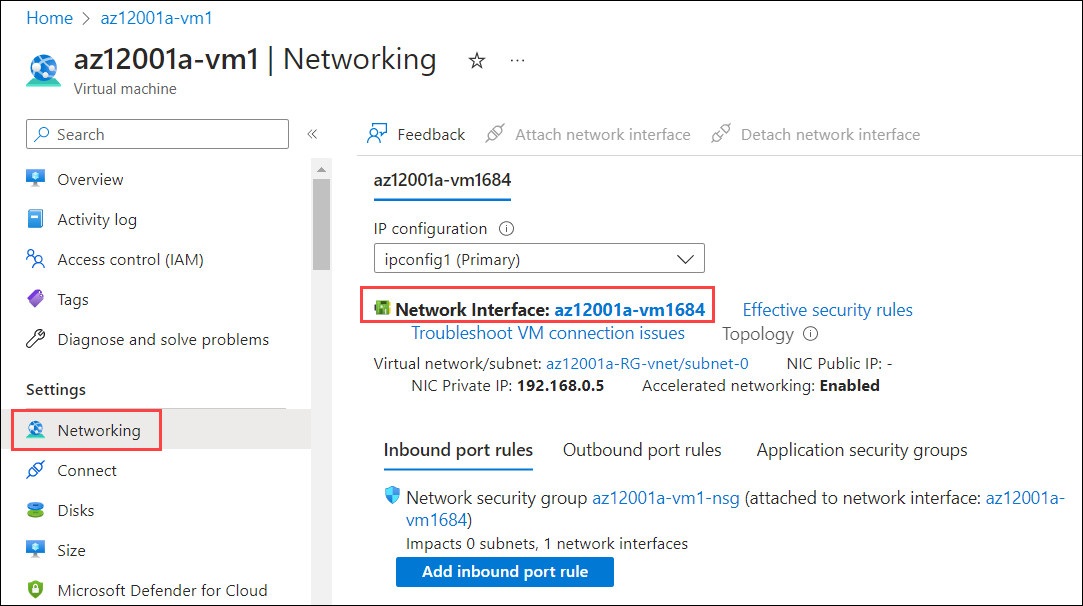 Home > az12001a-vm1
az12001a-vm1 | Networking ☆ ...
Virtual machine
Search «
Overview
Activity log
Access control (IAM)
Tags
Diagnose and solve problems
Settings
Networking
Connect
Disks
Size
Microsoft Defender for Cloud
Feedback Attach network interface Detach network interface
az12001a-vm1684
IP configuration
ipconfig1 (Primary)
Network Interface: az12001a-vm1684 Effective security rules
Troubleshoot VM connection issues Topology
Virtual network/subnet: az12001a-RG-vnet/subnet-0 NIC Public IP: -
NIC Private IP: 192.168.0.5 Accelerated networking: Enabled
Inbound port rules Outbound port rules Application security groups
Network security group az12001a-vm1-nsg (attached to network interface: az12001a-
vm1684)
Impacts 0 subnets, 1 network interfaces
Add inbound port rule